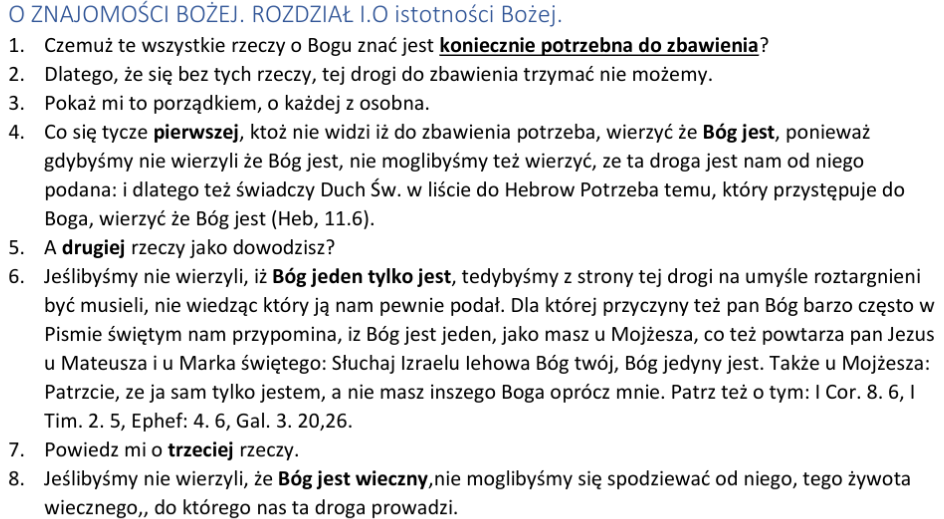 O ZNAJOMOŚCI BOŻEJ. ROZDZIAŁ I.O istotności Bożej.
1. Czemuż te wszystkie rzeczy o Bogu znać jest koniecznie potrzebna do zbawienia?
2. Dlatego, że się bez tych rzeczy, tej drogi do zbawienia trzymać nie możemy.
3. Pokaż mi to porządkiem, o każdej z osobna.
4. Co się tycze pierwszej, ktoż nie widzi iż do zbawienia potrzeba, wierzyć że Bóg jest, ponieważ
gdybyśmy nie wierzyli że Bóg jest, nie moglibyśmy też wierzyć, ze ta droga jest nam od niego
podana: i dlatego też świadczy Duch Św. w liście do Hebrow Potrzeba temu, który przystępuje do
Boga, wierzyć że Bóg jest (Heb, 11.6).
5. A drugiej rzeczy jako dowodzisz?
6. Jeślibyśmy nie wierzyli, iż Bóg jeden tylko jest, tedybyśmy z strony tej drogi na umyśle roztargnieni
być musieli, nie wiedząc który ją nam pewnie podał. Dla której przyczyny też pan Bóg barzo często w
Pismie świętym nam przypomina, iz Bóg jest jeden, jako masz u Mojżesza, co też powtarza pan Jezus
u Mateusza i u Marka świętego: Słuchaj Izraelu Iehowa Bóg twój, Bóg jedyny jest. Także u Mojżesza:
Patrzcie, ze ja sam tylko jestem, a nie masz inszego Boga oprócz mnie. Patrz też o tym: I Cor. 8. 6, I
Tim. 2. 5, Ephef: 4. 6, Gal. 3. 20,26.
7. Powiedz mi o trzeciej rzeczy.
8. Jeślibyśmy nie wierzyli, że Bóg jest wieczny,nie moglibyśmy się spodziewać od niego, tego żywota
wiecznego,, do którego nas ta droga prowadzi.